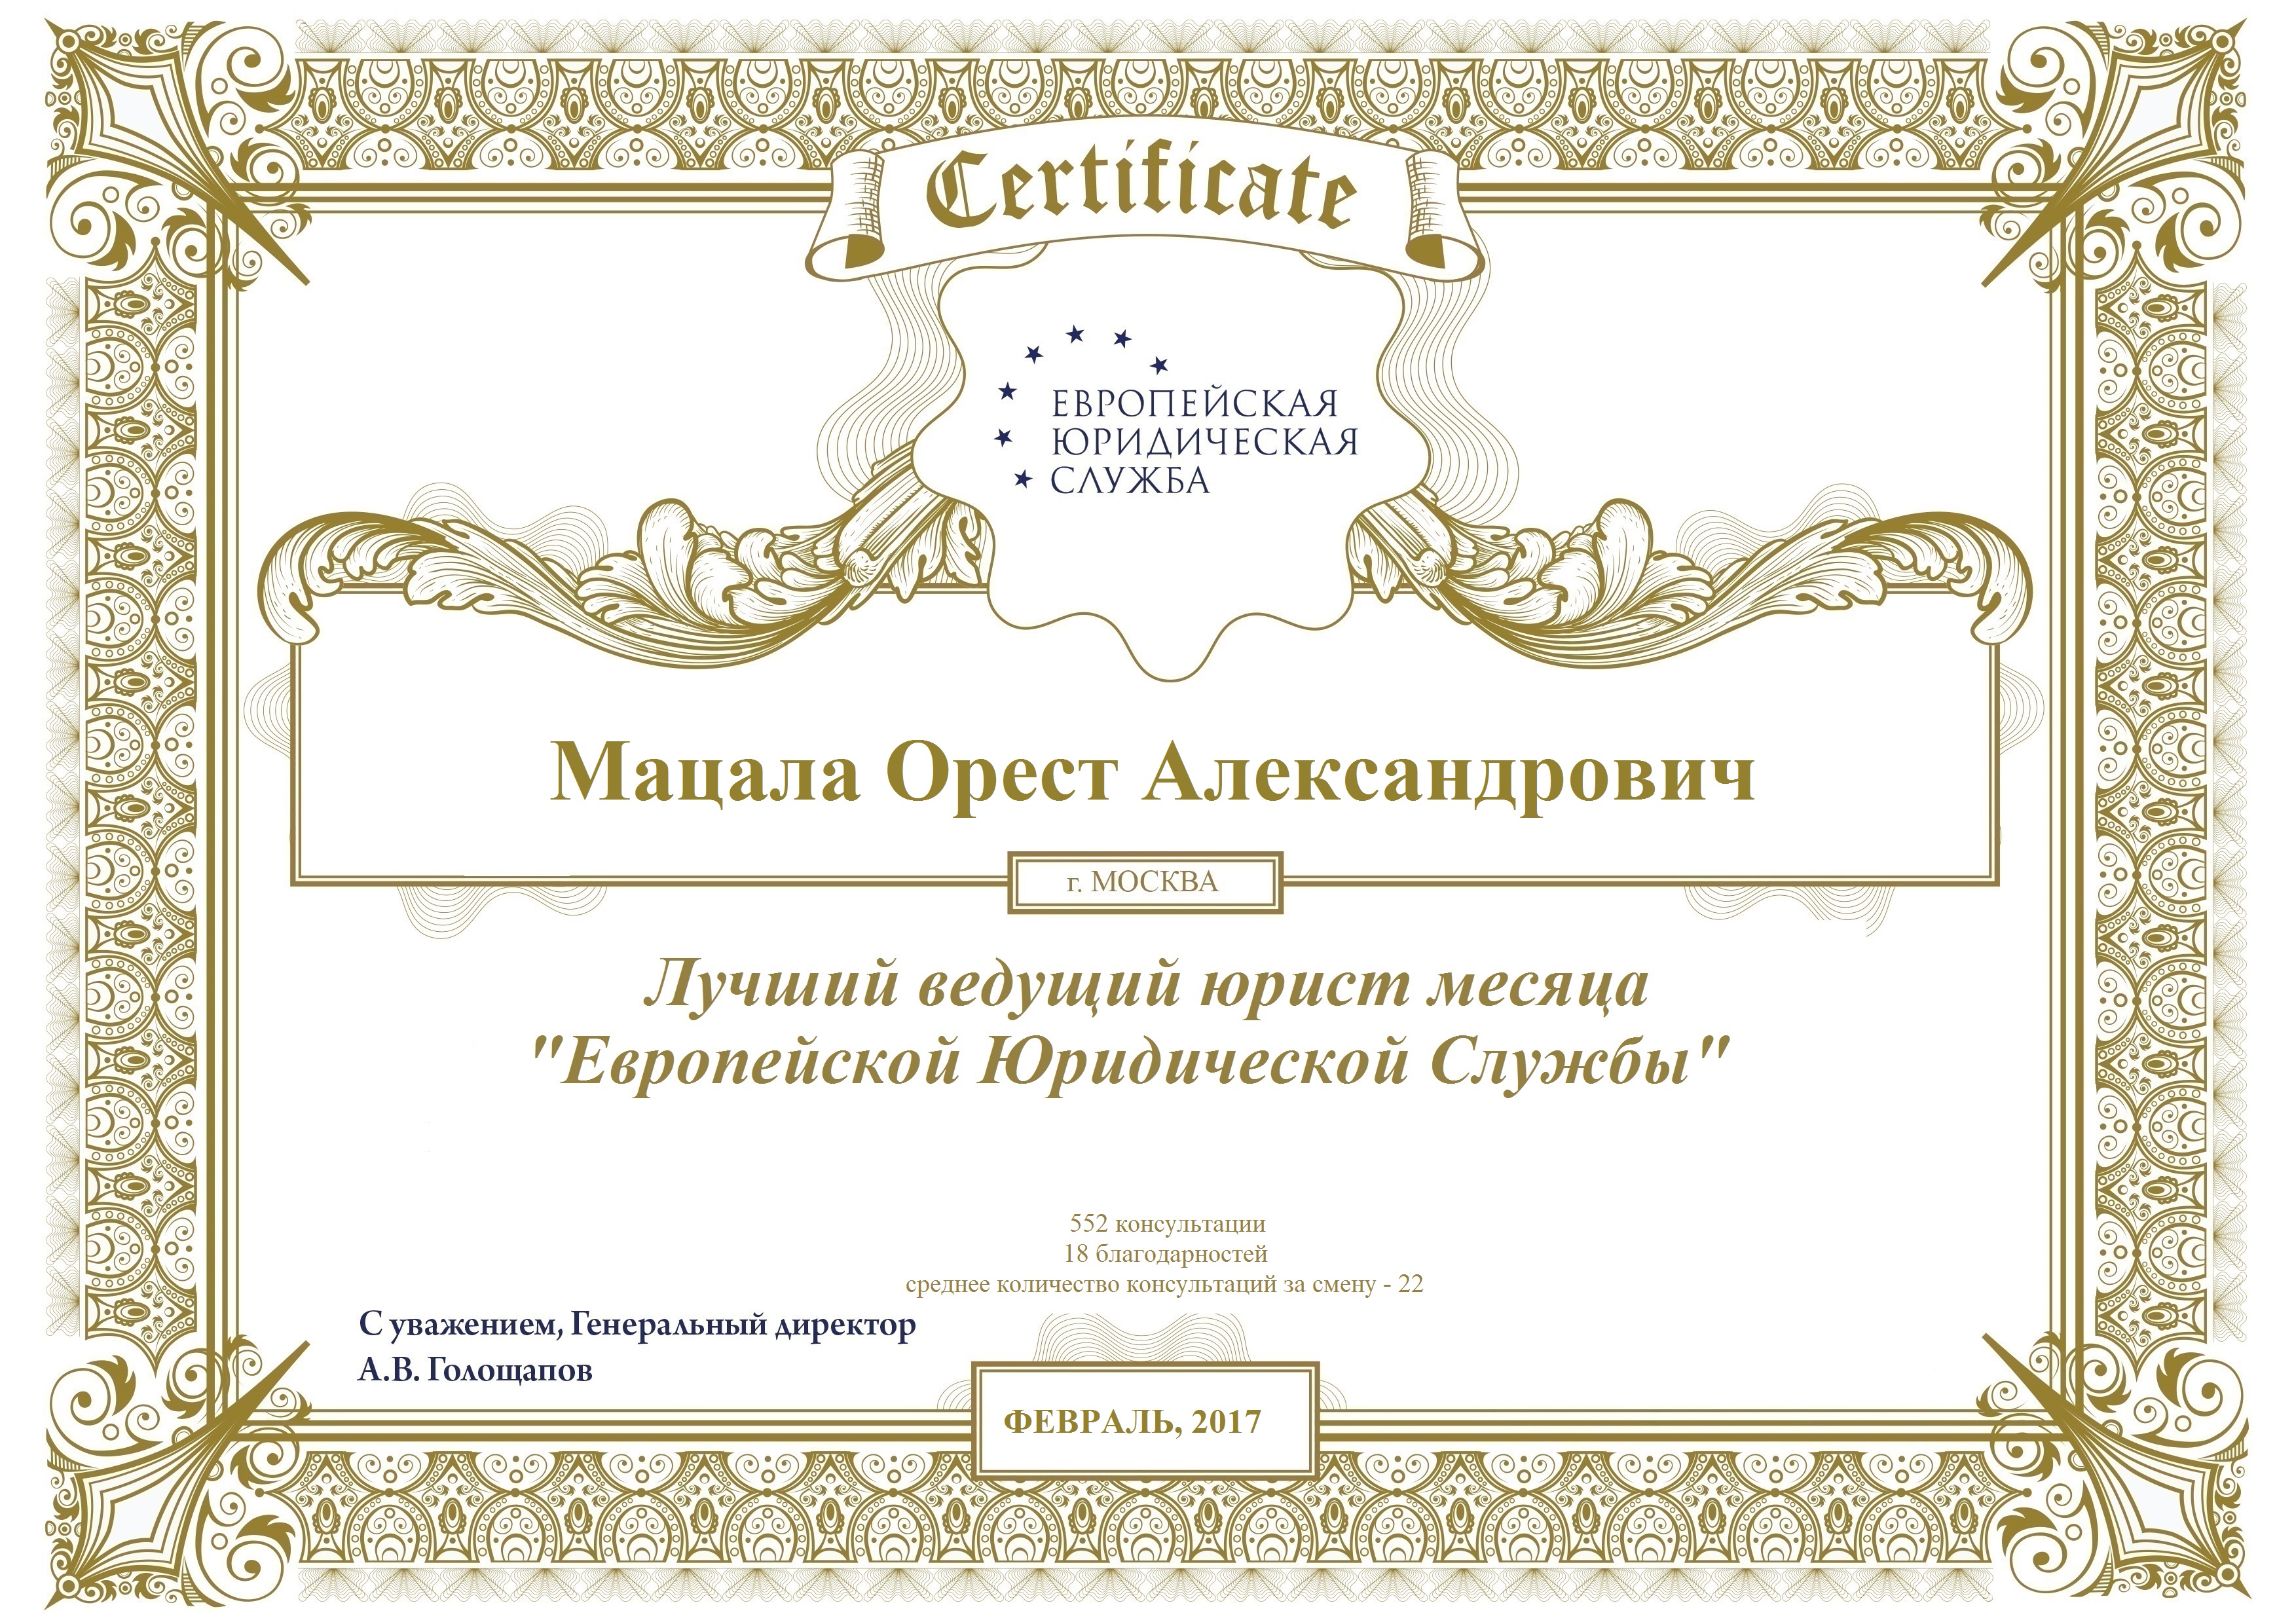 Certificate
ЕВРОПЕЙСКАЯ
ЮРИДИЧЕСКАЯ
СЛУЖБА
Мацала Орест Александрович
г. МОСКВА
Лучший ведущий юрист месяца
"Европейской Юридической Службы"
552 консультации
18 благодарностей
среднее количество консультаций за смену - 22
С уважением, Генеральный директор
А.В. Голощапов
ФЕВРАЛЬ, 2017